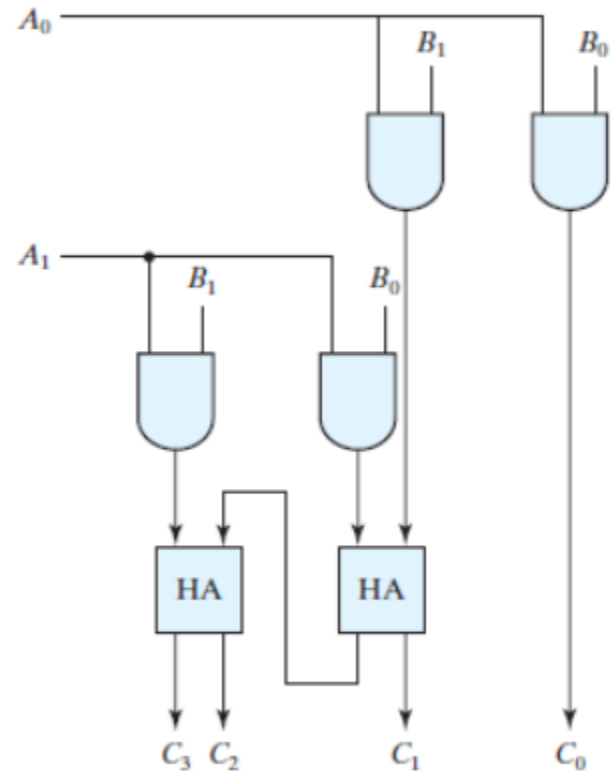 A₀
B₁ B₀
A₁
B₁ B₀
HA HA
C₃ C₂ C₁ C₀